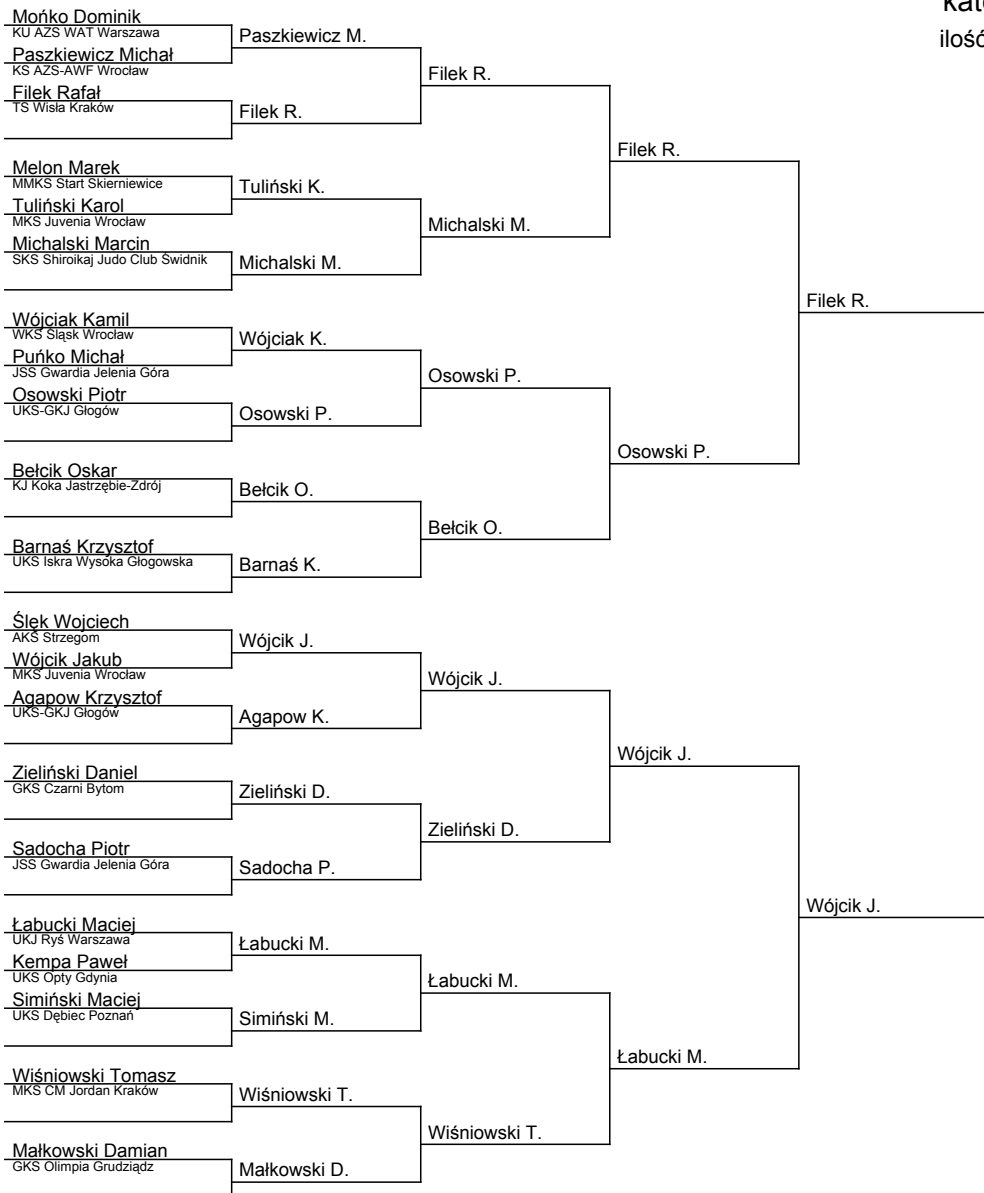 kat
ilość
Mońko Dominik
KU AZS WAT Warszawa
Paszkiewicz M.
Paszkiewicz Michał
KS AZS-AWF Wrocław
Filek R.
Filek Rafał
TS Wisła Kraków
Filek R.
Filek R.
Melon Marek
MMKS Start Skierniewice
Tuliński K.
Tuliński Karol
MKS Juvenia Wrocław
Michalski M.
Michalski Marcin
SKS Shiroikaj Judo Club Świdnik
Michalski M.
Filek R.
Wójciak Kamil
WKS Śląsk Wrocław
Wójciak K.
Puńko Michał
JSS Gwardia Jelenia Góra
Osowski P.
Osowski Piotr
UKS-GKJ Głogów
Osowski P.
Osowski P.
Bełcik Oskar
KJ Koka Jastrzębie-Zdrój
Bełcik O.
Bełcik O.
Barnaś Krzysztof
UKS Iskra Wysoka Głogowska
Barnaś K.
Ślęk Wojciech
AKS Strzegom
Wójcik J.
Wójcik Jakub
MKS Juvenia Wrocław
Wójcik J.
Agapow Krzysztof
UKS-GKJ Głogów
Agapow K.
Wójcik J.
Zieliński Daniel
GKS Czarni Bytom
Zieliński D.
Zieliński D.
Sadocha Piotr
JSS Gwardia Jelenia Góra
Sadocha P.
Wójcik J.
Łabucki Maciej
UKJ Ryś Warszawa
Łabucki M.
Kempa Paweł
UKS Opty Gdynia
Łabucki M.
Simiński Maciej
UKS Dębiec Poznań
Simiński M.
Łabucki M.
Wiśniowski Tomasz
MKS CM Jordan Kraków
Wiśniowski T.
Wiśniowski T.
Małkowski Damian
GKS Olimpia Grudziądz
Małkowski D.